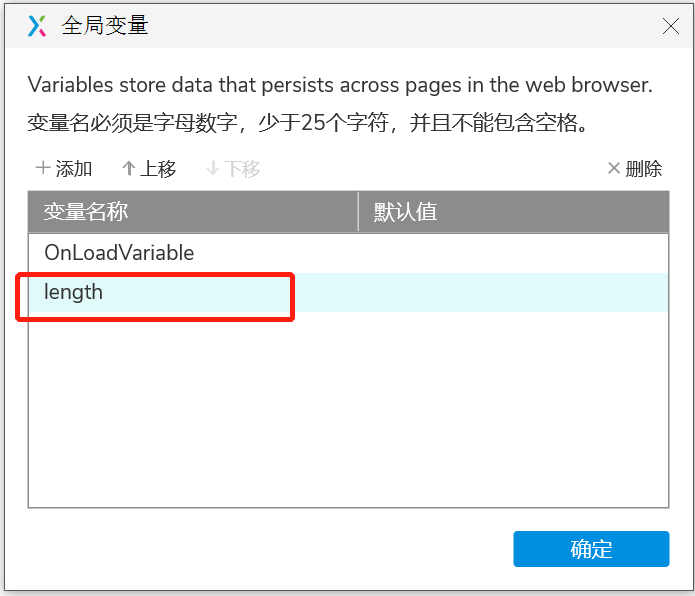 全局变量
Variables store data that persists across pages in the web browser.
变量名必须是字母数字，少于25个字符，并且不能包含空格。
添加 上移 下移 删除
变量名称 默认值
OnLoadVariable
length
确定